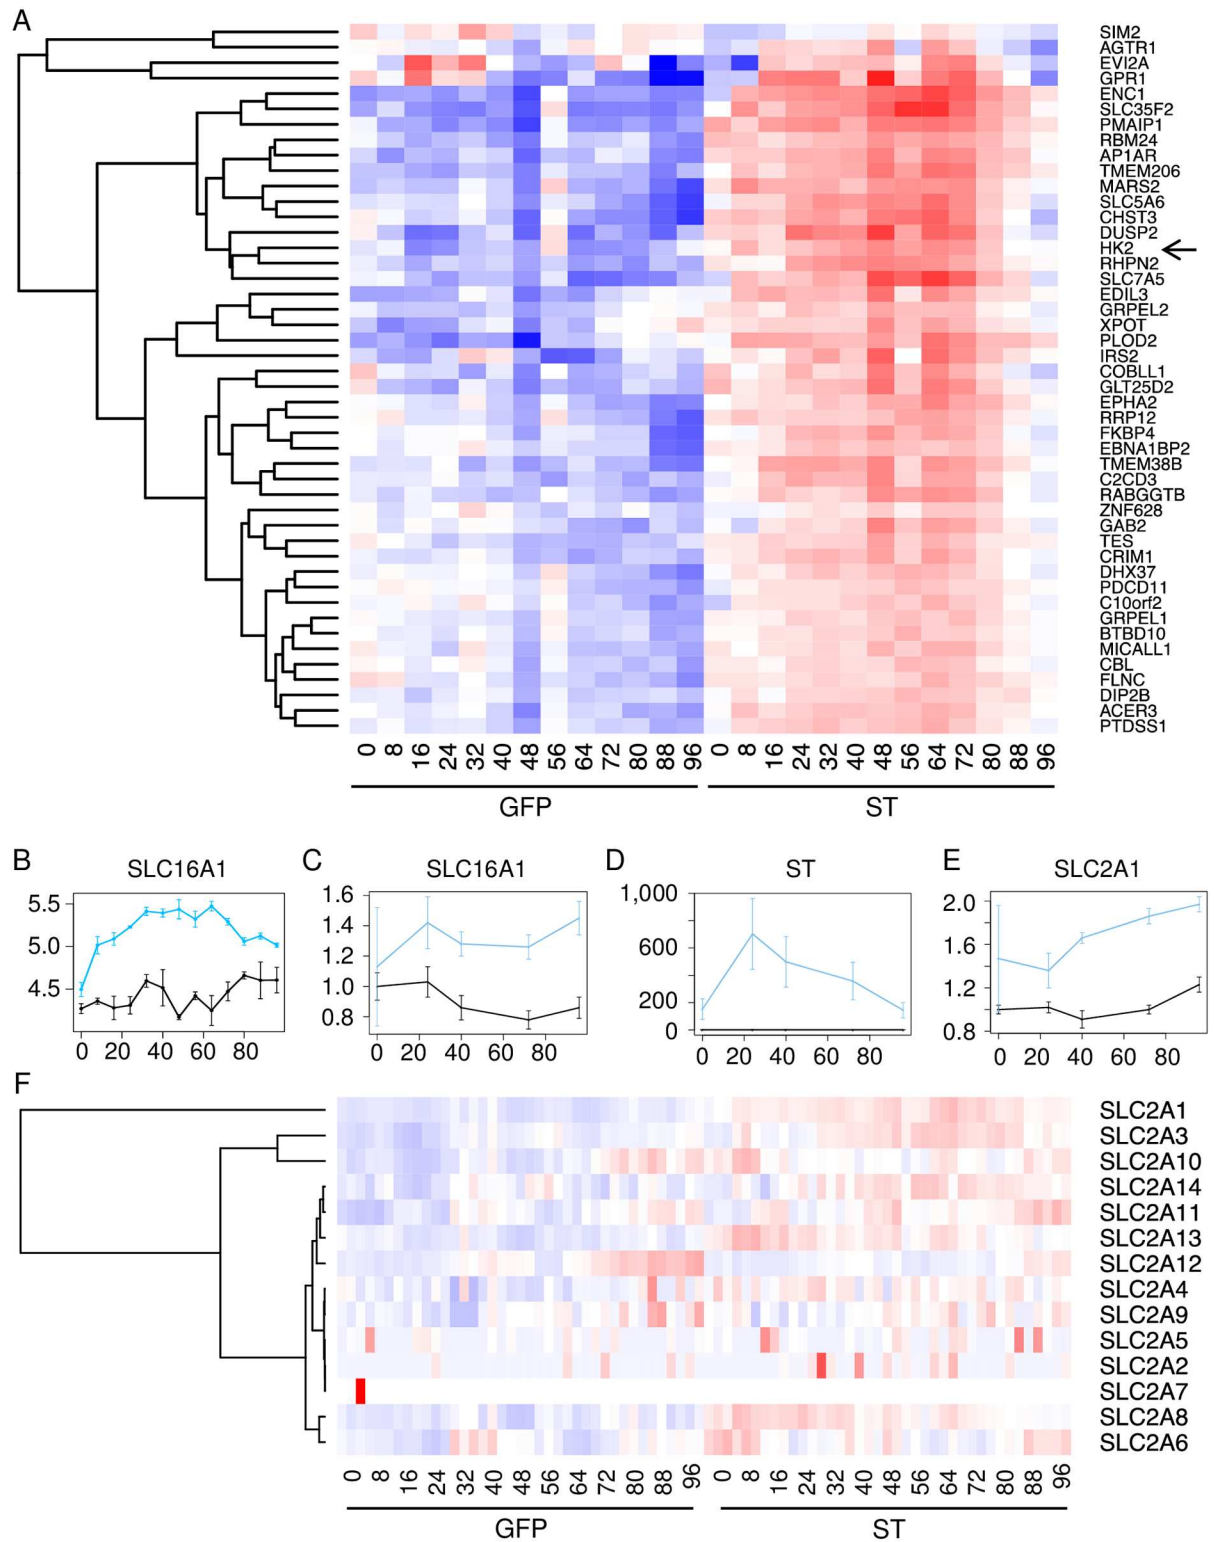 A
SIM2
AGTR1
EVI2A
GPR1
ENC1
SLC35F2
PMAIP1
RBM24
AP1AR
TMEM206
MARS2
SLC5A6
CHST3
DUSP2
HK2
RHPN2
SLC7A5
EDIL3
GRPEL2
XPOT
PLOD2
IRS2
COBLL1
GLT25D2
EPHA2
RRP12
FKBP4
EBNA1BP2
TMEM38B
C2CD3
RABGGTB
ZNF628
GAB2
TES
CRIM1
DHX37
PDCD11
C10orf2
GRPEL1
BTBD10
MICALL1
CBL
FLNC
DIP2B
ACER3
PTDSS1
0 8 16 24 32 40 48 56 64 72 80 88 96 0 8 16 24 32 40 48 56 64 72 80 88 96
GFP ST
B SLC16A1
5.5
5.0
4.5
0 20 40 60 80
C SLC16A1
1.6
1.4
1.2
1.0
0.8
0 20 40 60 80
D ST
1,000
600
200
0
0 20 40 60 80
E SLC2A1
2.0
1.6
1.2
0.8
0 20 40 60 80
F
SLC2A1
SLC2A3
SLC2A10
SLC2A14
SLC2A11
SLC2A13
SLC2A12
SLC2A4
SLC2A9
SLC2A5
SLC2A2
SLC2A7
SLC2A8
SLC2A6
0 8 16 24 32 40 48 56 64 72 80 88 96 0 8 16 24 32 40 48 56 64 72 80 88 96
GFP ST